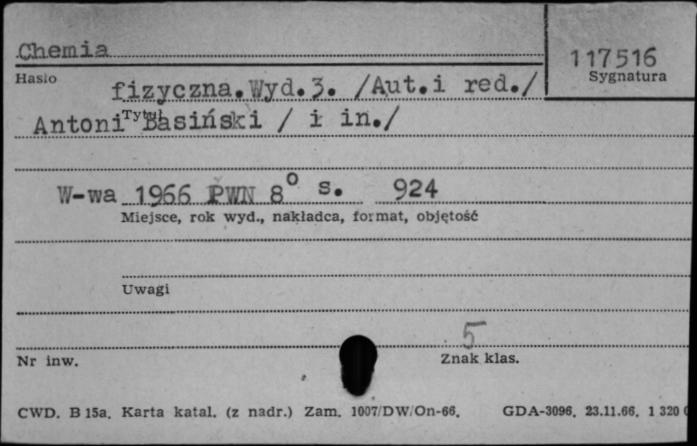 Chemia
117516
Hasło
Sygnatura
fizyczna.Wyd.3. /Aut.i red./
Tytuł
Antoni Basiński / i in./
W-wa 1966 PWN 8° s. 924
Miejsce, rok wyd., nakładca, format, objętość
Uwagi
5
Nr inw.
Znak klas.
CWD. B 15a. Karta katal. (z nadr.) Zam. 1007/DW/On-66. GDA-3096. 23.11.66. 1 320